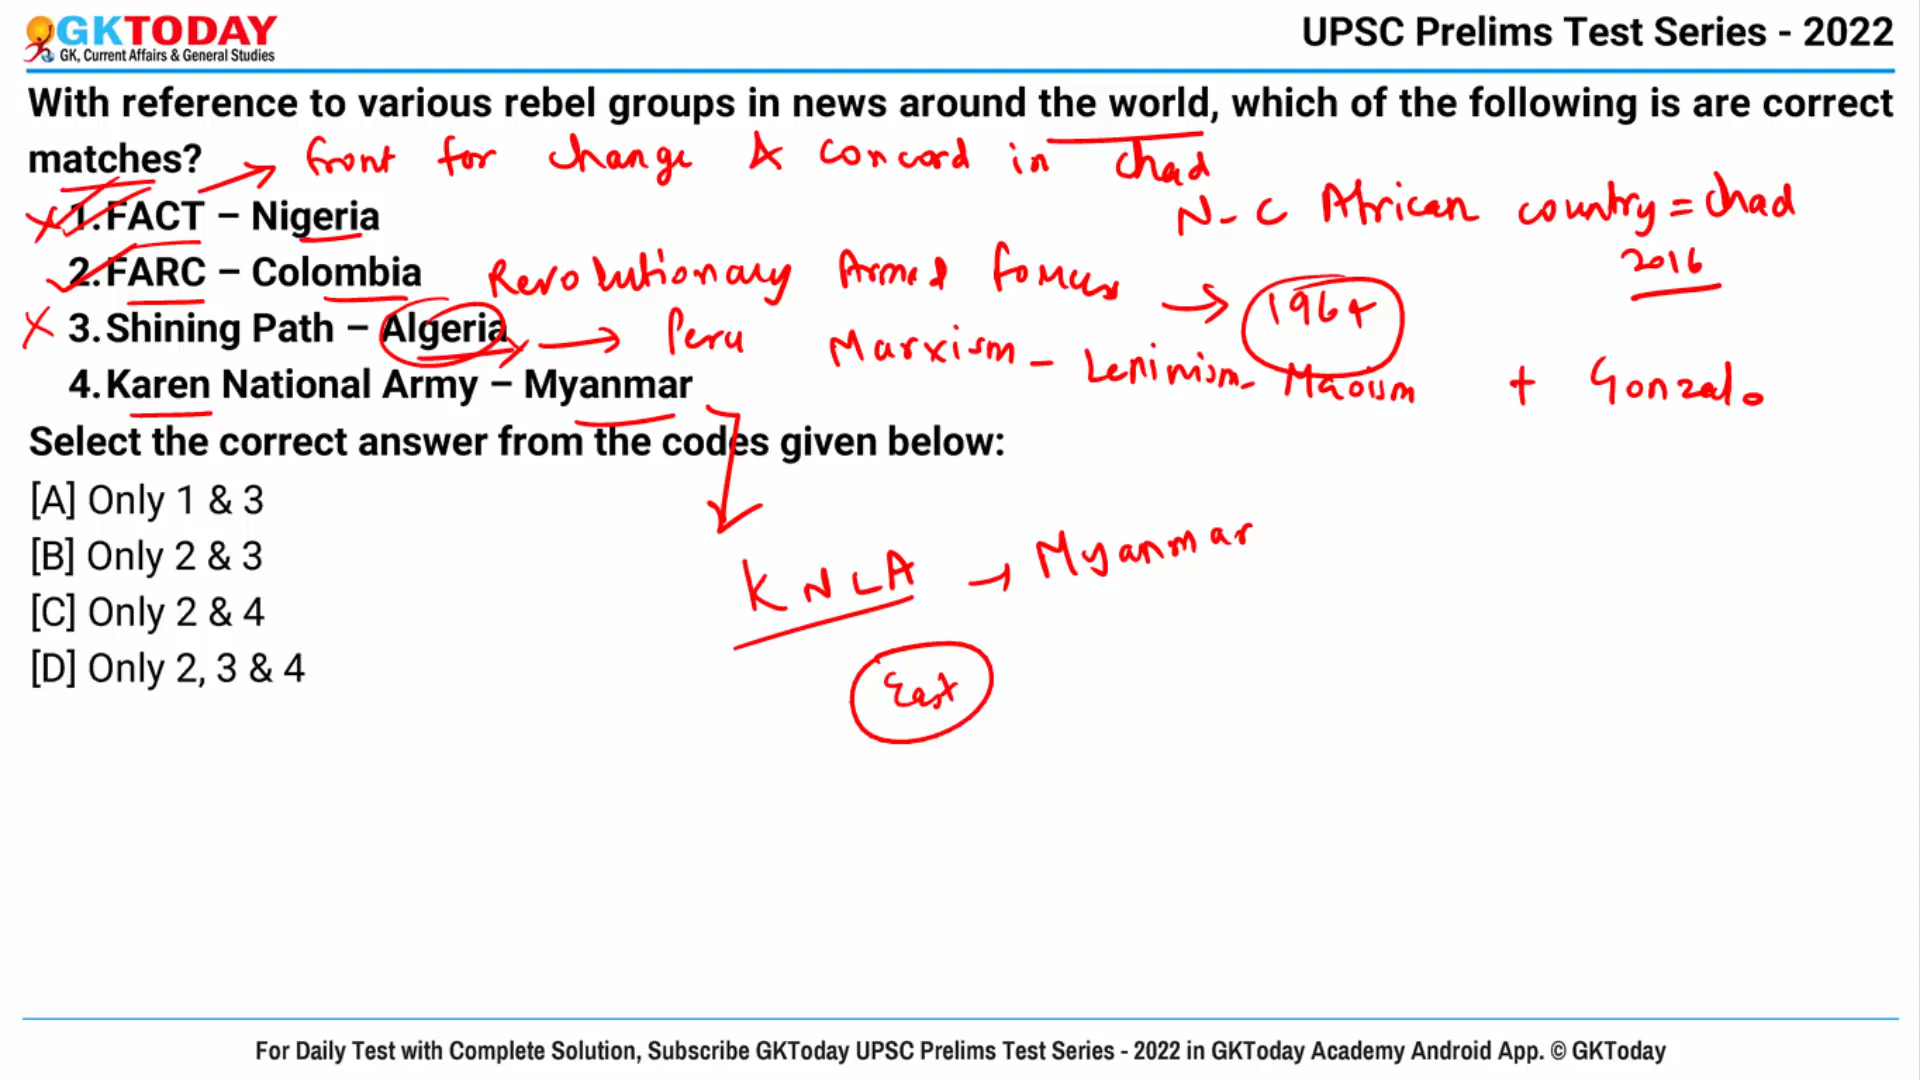 GKTODAY
GK, Current Affairs & General Studies
UPSC Prelims Test Series - 2022
With reference to various rebel groups in news around the world, which of the following is are correct
matches? → front for change & concord in chad
1. FACT – Nigeria N-C African country = chad
2. FARC – Colombia Revolutionary Armed forces → 1964 2016
3. Shining Path – Algeria → Peru Marxism - Leninism - Maoism + Gonzalo
4. Karen National Army – Myanmar
Select the correct answer from the codes given below:
[A] Only 1 & 3
[B] Only 2 & 3
KNLA → Myanmar
[C] Only 2 & 4
[D] Only 2, 3 & 4
East
For Daily Test with Complete Solution, Subscribe GKToday UPSC Prelims Test Series - 2022 in GKToday Academy Android App. © GKToday